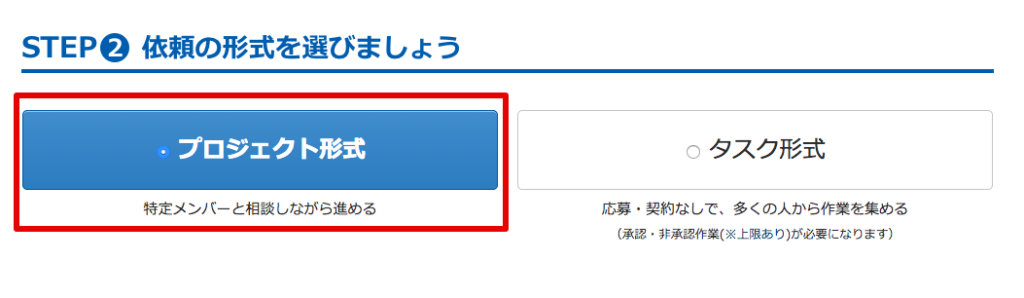 STEP❷ 依頼の形式を選びましょう
プロジェクト形式
特定メンバーと相談しながら進める
タスク形式
応募・契約なしで、多くの人から作業を集める
(承認・非承認作業(※上限あり)が必要になります)